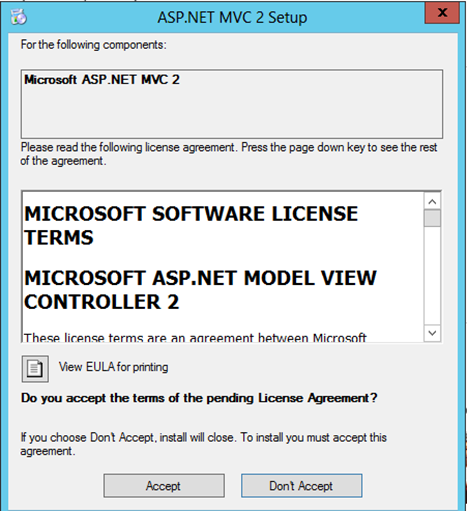 ASP.NET MVC 2 Setup
x
For the following components:
Microsoft ASP.NET MVC 2
Please read the following license agreement. Press the page down key to see the rest
of the agreement.
MICROSOFT SOFTWARE LICENSE
TERMS
MICROSOFT ASP.NET MODEL VIEW
CONTROLLER 2
These license terms are an agreement between Microsoft
View EULA for printing
Do you accept the terms of the pending License Agreement?
If you choose Don't Accept, install will close. To install you must accept this
agreement.
Accept
Don't Accept